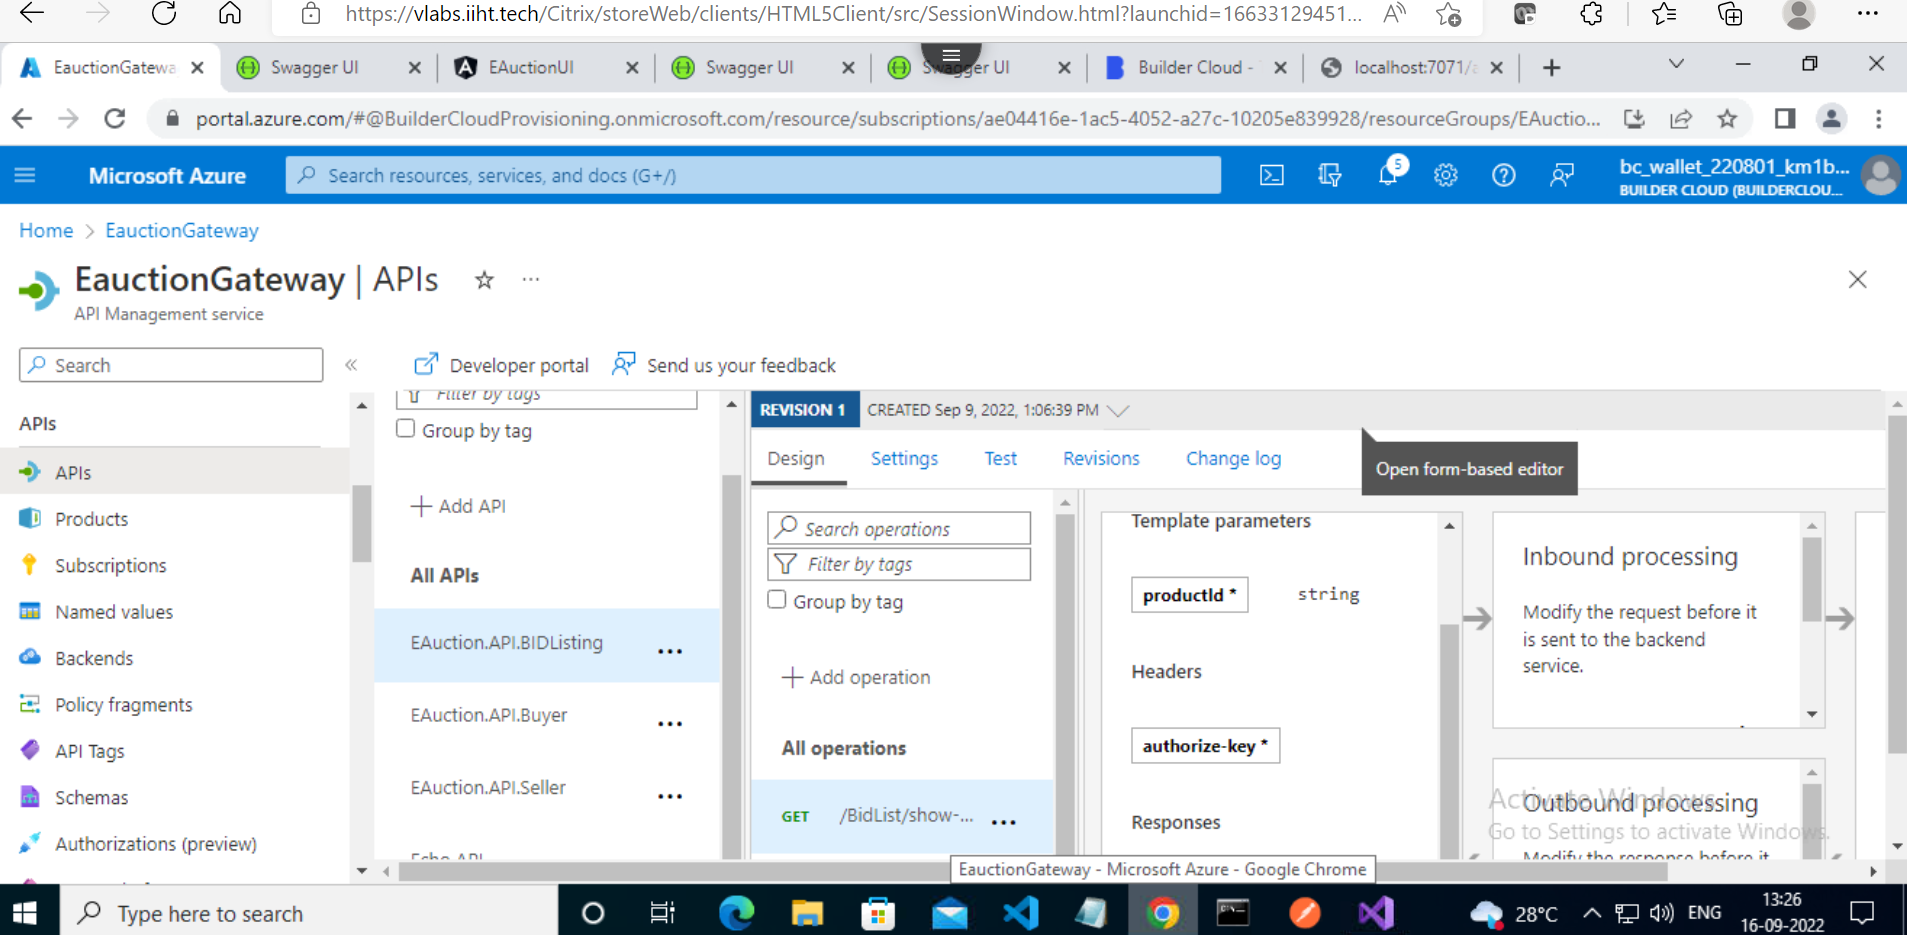 https://vlabs.iiht.tech/Citrix/storeWeb/clients/HTML5Client/src/SessionWindow.html?launchid=16633129451...
EauctionGatewa
Swagger UI
EAuctionUI
Swagger UI
Swagger UI
Builder Cloud -
localhost:7071/a
portal.azure.com/#@BuilderCloudProvisioning.onmicrosoft.com/resource/subscriptions/ae04416e-1ac5-4052-a27c-10205e839928/resourceGroups/EAuctio...
Microsoft Azure
Search resources, services, and docs (G+/)
5
bc_wallet_220801_km1b...
BUILDER CLOUD (BUILDERCLOU...
Home > EauctionGateway
EauctionGateway | APIs
API Management service
Search
Developer portal
Send us your feedback
APIs
APIs
Products
Subscriptions
Named values
Backends
Policy fragments
API Tags
Schemas
Authorizations (preview)
Filter by tags
Group by tag
+ Add API
All APIs
EAuction.API.BIDListing
EAuction.API.Buyer
EAuction.API.Seller
Echo API
REVISION 1
CREATED Sep 9, 2022, 1:06:39 PM
Design
Settings
Test
Revisions
Change log
Open form-based editor
Search operations
Filter by tags
Group by tag
+ Add operation
All operations
GET /BidList/show-...
Template parameters
productId *
string
Headers
authorize-key *
Responses
Inbound processing
Modify the request before it
is sent to the backend
service.
Outbound processing
Modify the response before it
Activate Windows
Go to Settings to activate Windows.
EauctionGateway - Microsoft Azure - Google Chrome
Type here to search
28°C
ENG
13:26
16-09-2022